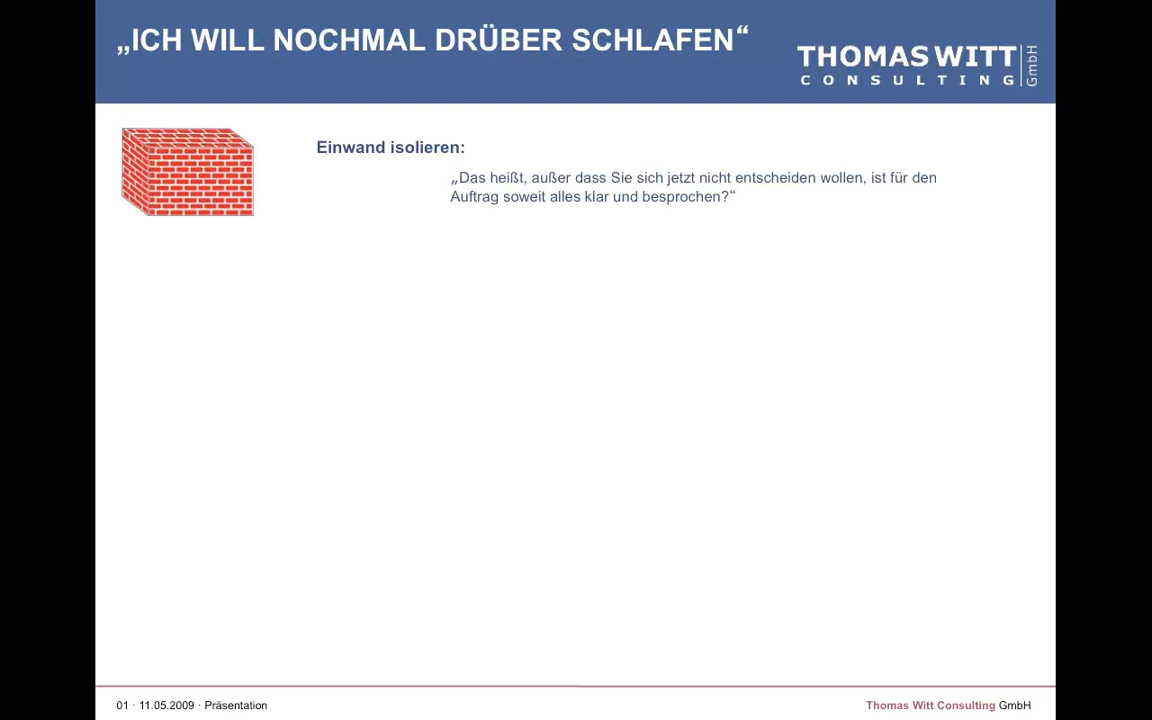 „ICH WILL NOCHMAL DRÜBER SCHLAFEN“
THOMAS WITT
CONSULTING
GmbH
Einwand isolieren:
„Das heißt, außer dass Sie sich jetzt nicht entscheiden wollen, ist für den
Auftrag soweit alles klar und besprochen?“
01 · 11.05.2009 · Präsentation
Thomas Witt Consulting GmbH